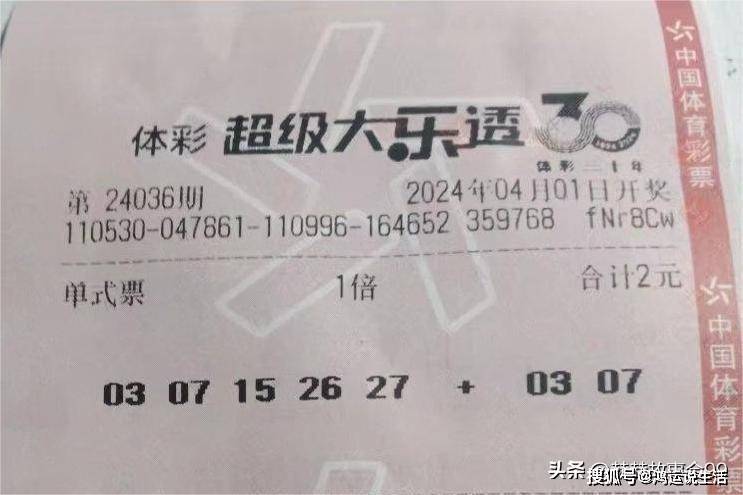 体彩 超级大乐透 30
体彩三十年
第 24036期 2024年04月01日开奖
110530-047861-110996-164652 359768 fNr8Cw
单式票 1倍 合计2元
03 07 15 26 27 + 03 07
中国体育彩票
中国体育彩票
头条
搜狐号@鸿运说生活